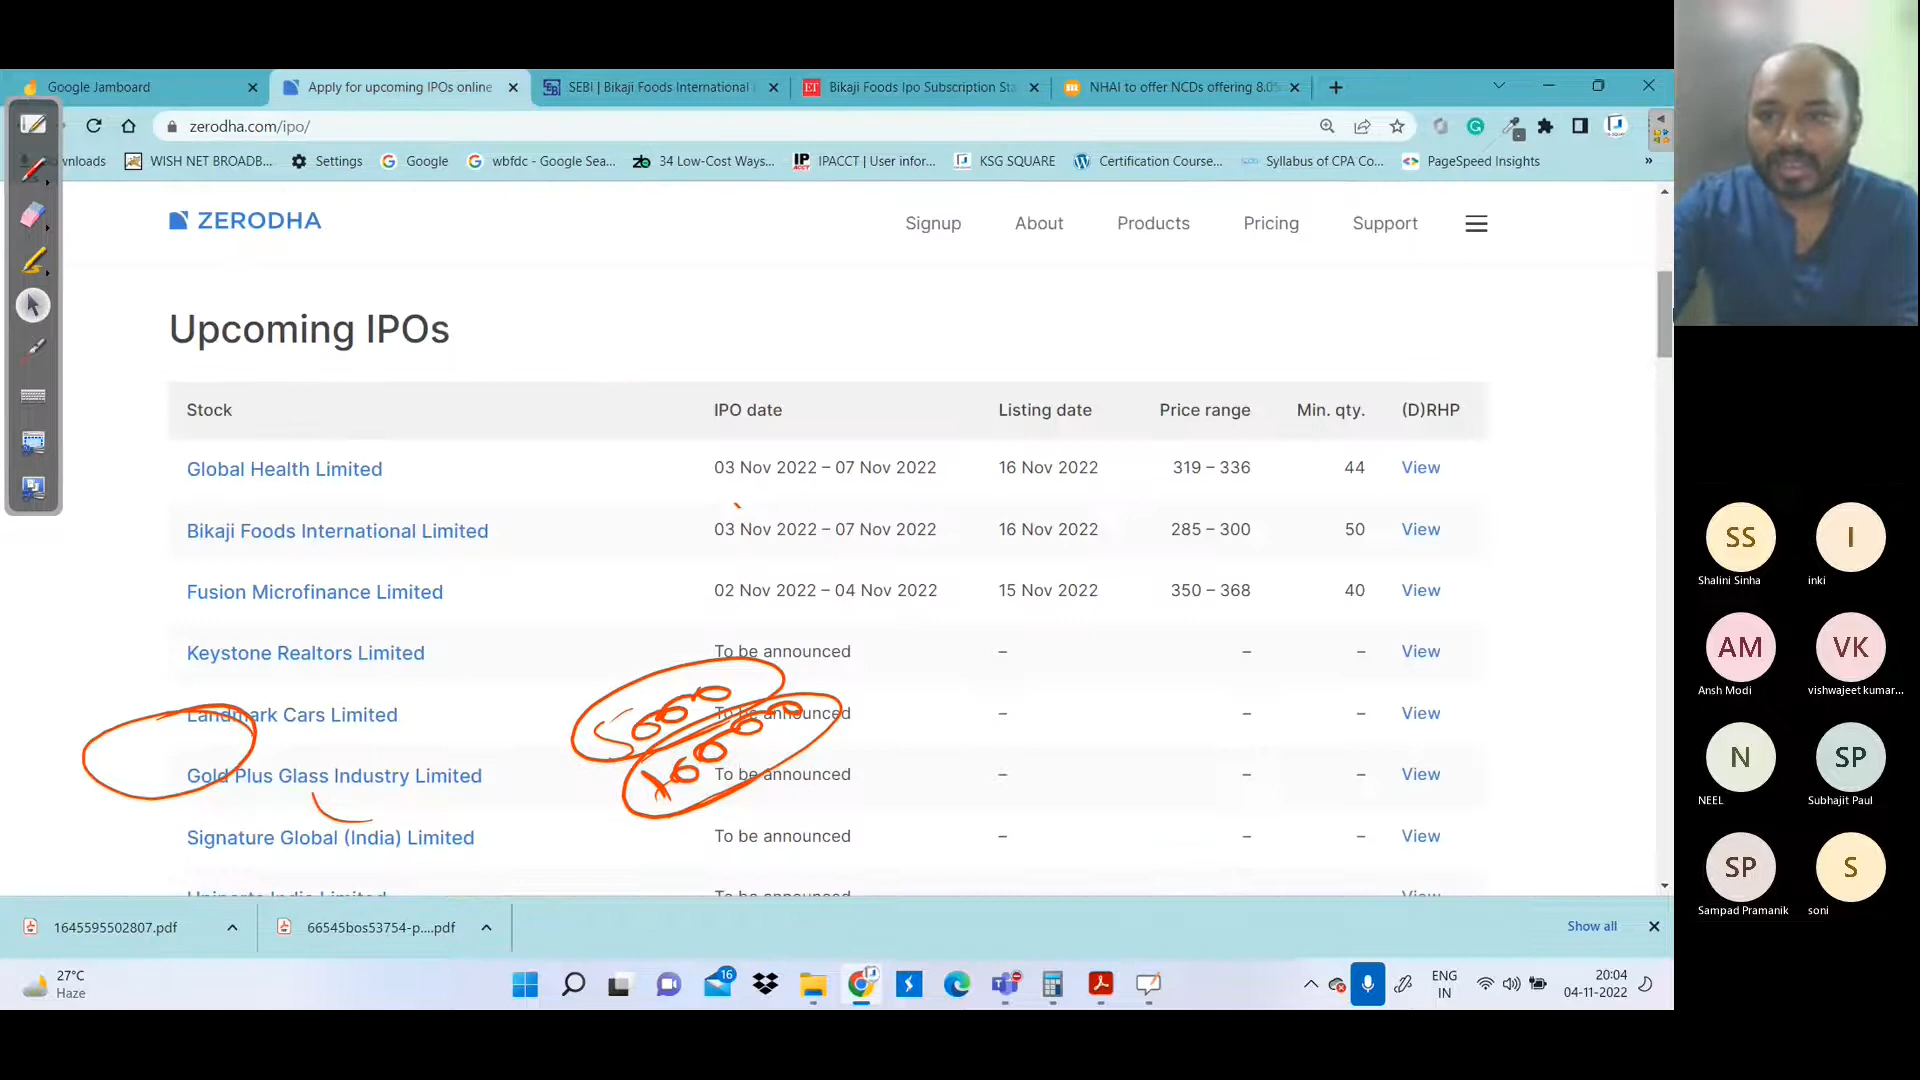 Google Jamboard
Apply for upcoming IPOs online
SEBI | Bikaji Foods International
ET Bikaji Foods Ipo Subscription Sta
m NHAI to offer NCDs offering 8.05
zerodha.com/ipo/
wnloads
WISH NET BROADB...
Settings
Google
wbfdc - Google Sea...
34 Low-Cost Ways...
IPACCT | User infor...
KSG SQUARE
Certification Course...
Syllabus of CPA Co...
PageSpeed Insights
»
ZERODHA
Signup About Products Pricing Support
Upcoming IPOs
Stock IPO date Listing date Price range Min. qty. (D)RHP
Global Health Limited 03 Nov 2022 – 07 Nov 2022 16 Nov 2022 319 – 336 44 View
Bikaji Foods International Limited 03 Nov 2022 – 07 Nov 2022 16 Nov 2022 285 – 300 50 View
Fusion Microfinance Limited 02 Nov 2022 – 04 Nov 2022 15 Nov 2022 350 – 368 40 View
Keystone Realtors Limited To be announced – – – View
Landmark Cars Limited To be announced – – – View
5000
Gold Plus Glass Industry Limited To be announced – – – View
Signature Global (India) Limited To be announced – – – View
1645595502807.pdf
66545bos53754-p....pdf
Show all
27°C
Haze
16
ENG
IN
20:04
04-11-2022
SS
Shalini Sinha
I
inki
AM
Ansh Modi
VK
vishwajeet kumar...
N
NEEL
SP
Subhajit Paul
SP
Sampad Pramanik
S
soni